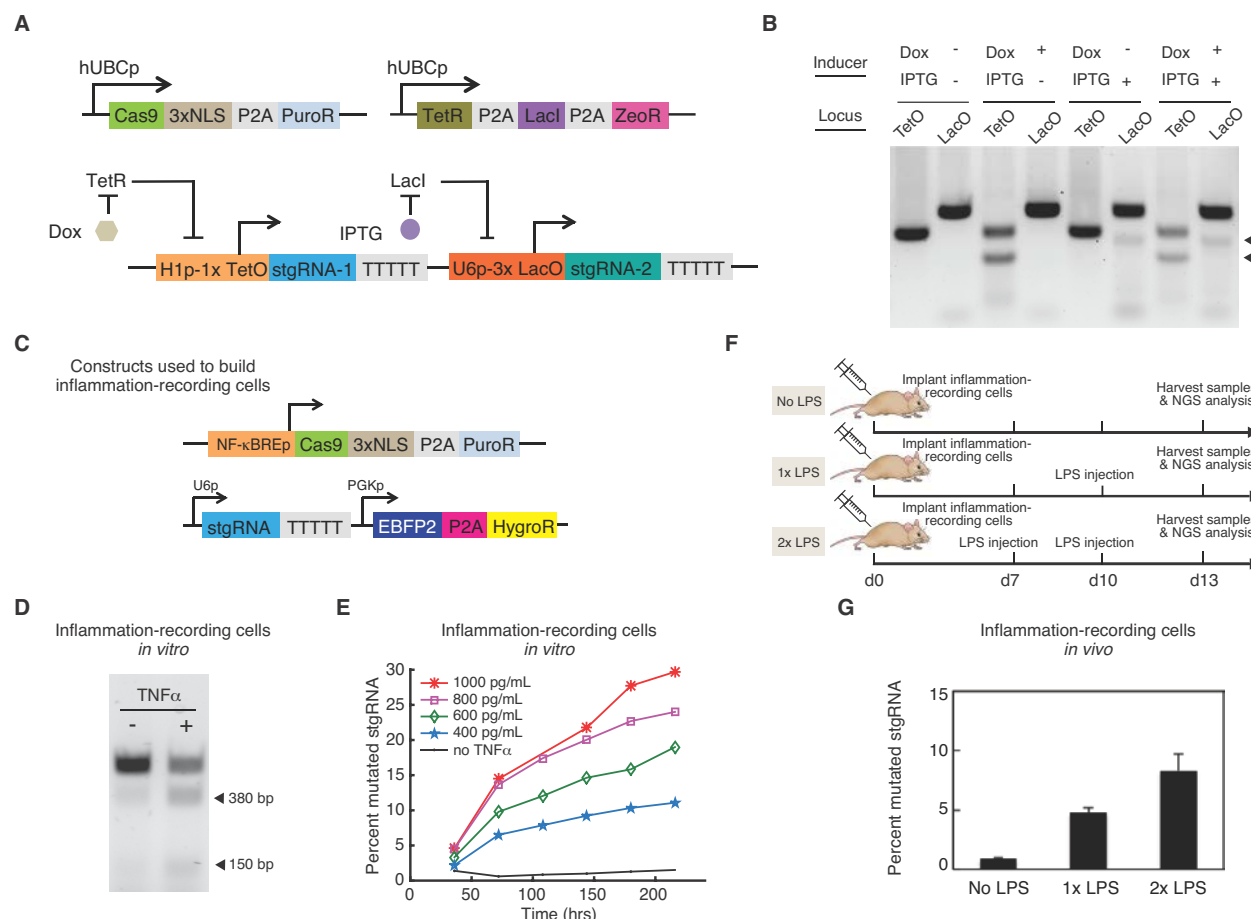 A
hUBCp
Cas9 3xNLS P2A PuroR
hUBCp
TetR P2A LacI P2A ZeoR
TetR
Dox
LacI
IPTG
H1p-1x TetO stgRNA-1 TTTTT U6p-3x LacO stgRNA-2 TTTTT
B
Inducer
Dox - Dox + Dox - Dox +
IPTG - IPTG - IPTG + IPTG +
Locus
TetO LacO TetO LacO TetO LacO TetO LacO
C
Constructs used to build
inflammation-recording cells
NF-κBREp Cas9 3xNLS P2A PuroR
U6p
PGKp
stgRNA TTTTT EBFP2 P2A HygroR
D
Inflammation-recording cells
in vitro
TNFα
- +
380 bp
150 bp
E
Inflammation-recording cells
in vitro
Percent mutated stgRNA
30
25
20
15
10
5
0
1000 pg/mL
800 pg/mL
600 pg/mL
400 pg/mL
no TNFα
0 50 100 150 200
Time (hrs)
F
No LPS
Implant inflammation-
recording cells
Harvest samples
& NGS analysis
1x LPS
Implant inflammation-
recording cells
LPS injection
Harvest samples
& NGS analysis
2x LPS
Implant inflammation-
recording cells
LPS injection
LPS injection
Harvest samples
& NGS analysis
d0 d7 d10 d13
G
Inflammation-recording cells
in vivo
Percent mutated stgRNA
15
10
5
0
No LPS 1x LPS 2x LPS